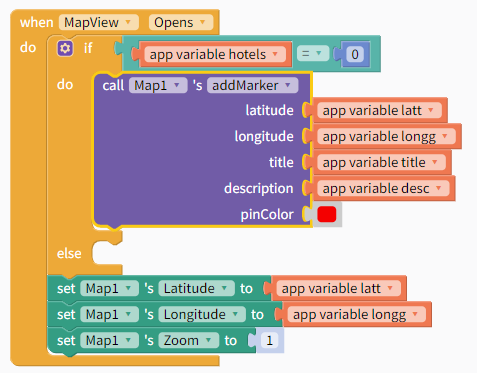 when MapView Opens
do if app variable hotels = 0
do call Map1 's addMarker
latitude app variable latt
longitude app variable longg
title app variable title
description app variable desc
pinColor
else
set Map1 's Latitude to app variable latt
set Map1 's Longitude to app variable longg
set Map1 's Zoom to 1